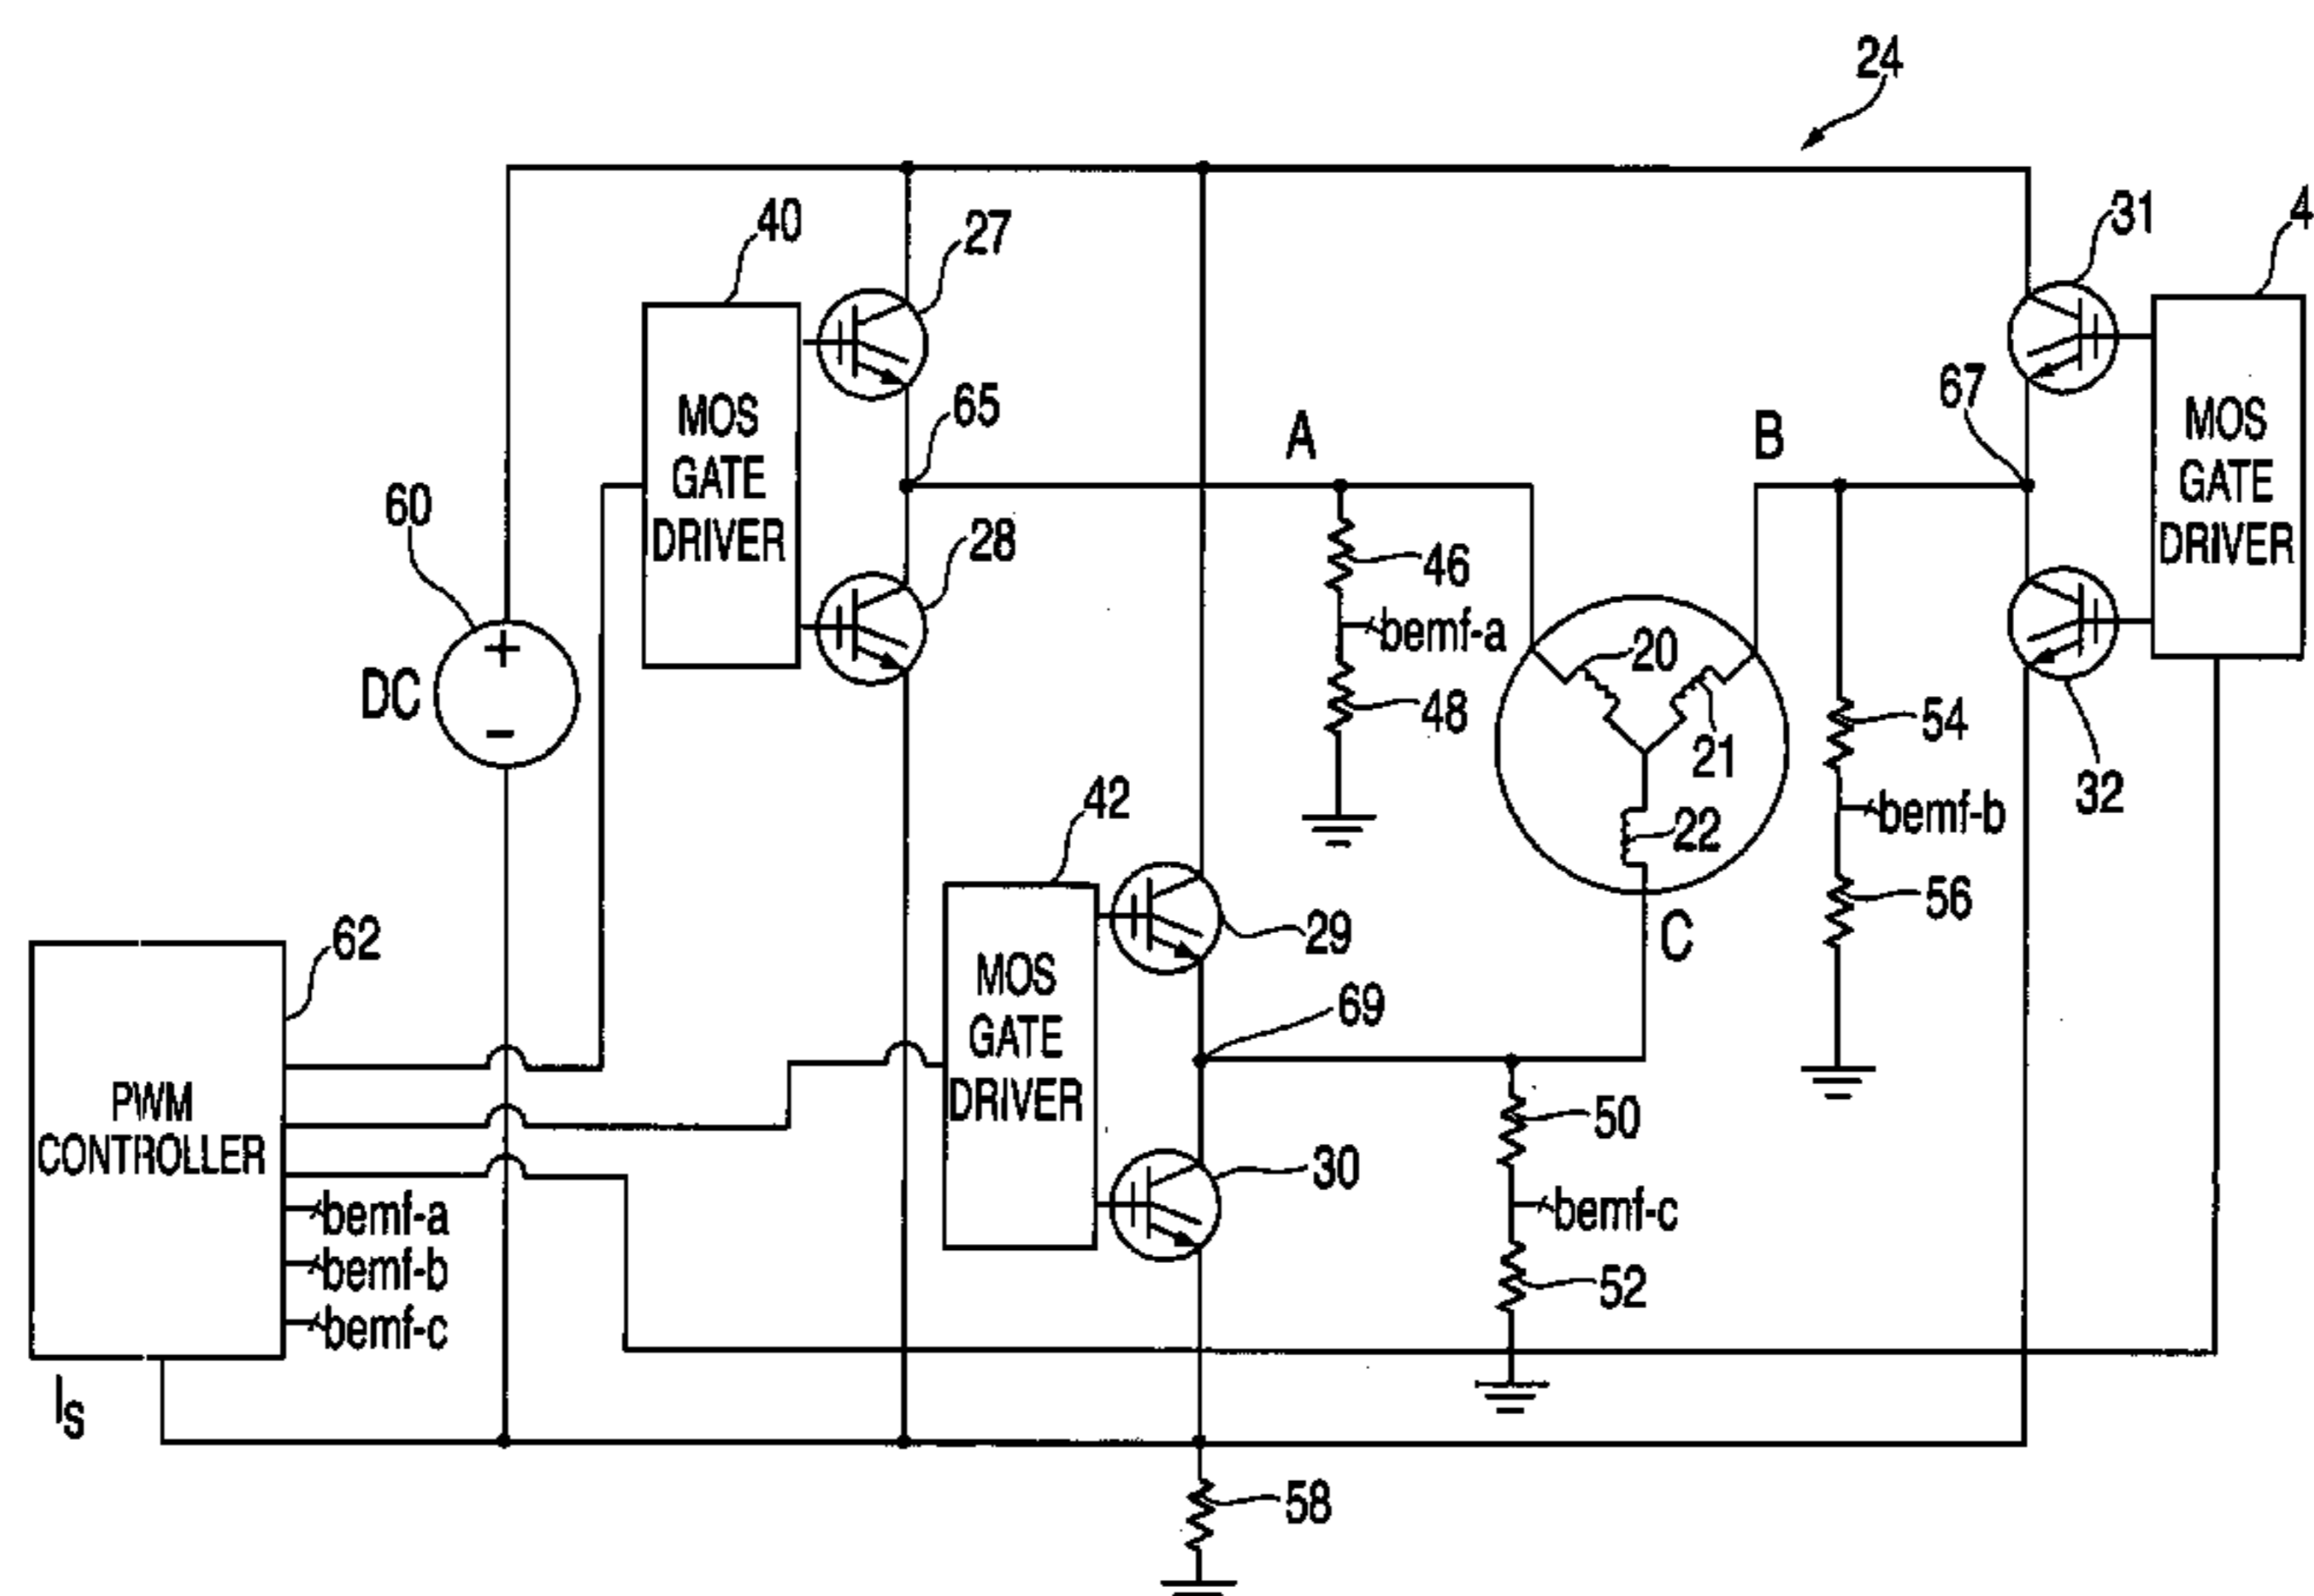 24
40
27
31
4
65
A
B
67
MOS
GATE
DRIVER
MOS
GATE
DRIVER
60
28
46
bemf-a
20
48
21
54
32
DC
+
−
42
22
bemf-b
56
62
29
C
MOS
GATE
DRIVER
69
PWM
CONTROLLER
50
30
bemf-c
52
bemf-a
bemf-b
bemf-c
IS
58